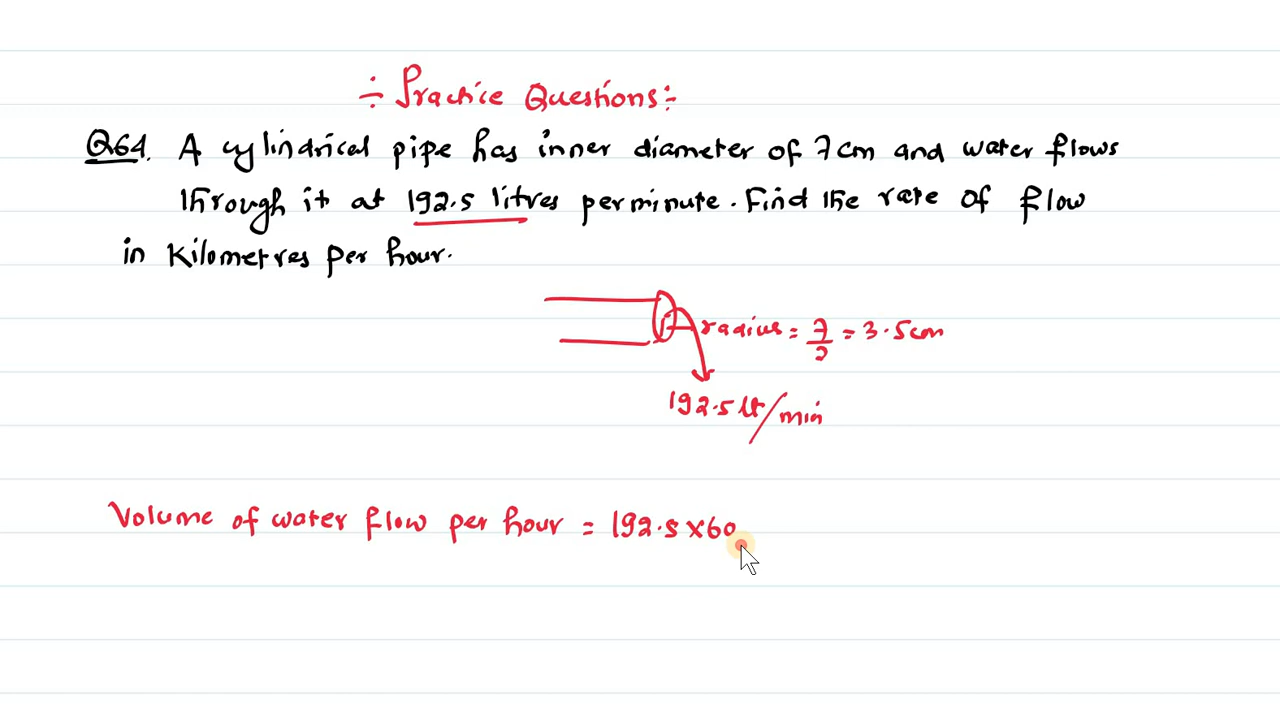 ÷ Practice Questions:-
Q64. A cylindrical pipe has inner diameter of 7cm and water flows
through it at 192.5 litres per minute. Find the rate of flow
in Kilometres per hour.
radius = 7/2 = 3.5cm
192.5 lt/min
Volume of water flow per hour = 192.5×60